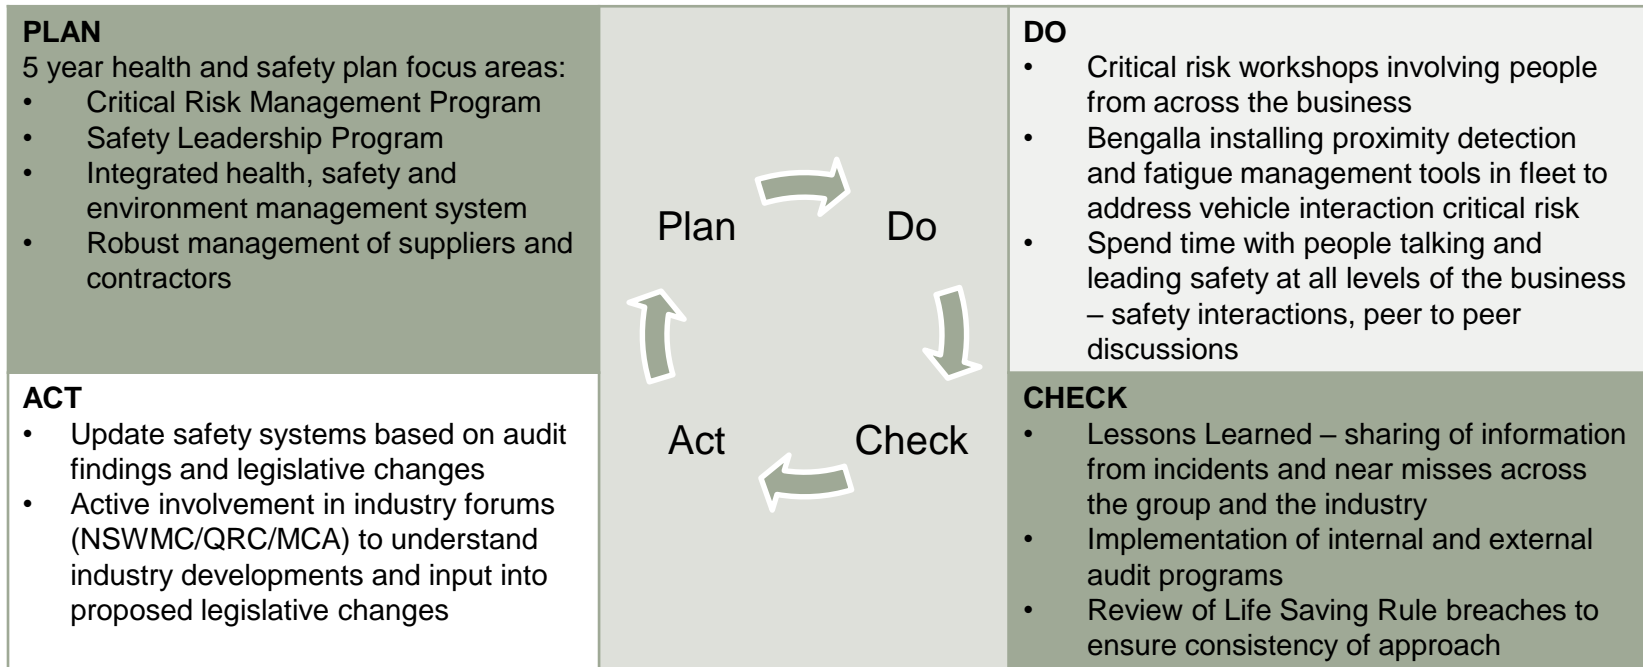 PLAN
5 year health and safety plan focus areas:
• Critical Risk Management Program
• Safety Leadership Program
• Integrated health, safety and
environment management system
• Robust management of suppliers and
contractors
Plan
Do
Act
Check
DO
• Critical risk workshops involving people
from across the business
• Bengalla installing proximity detection
and fatigue management tools in fleet to
address vehicle interaction critical risk
• Spend time with people talking and
leading safety at all levels of the business
– safety interactions, peer to peer
discussions
ACT
• Update safety systems based on audit
findings and legislative changes
• Active involvement in industry forums
(NSWMC/QRC/MCA) to understand
industry developments and input into
proposed legislative changes
CHECK
• Lessons Learned – sharing of information
from incidents and near misses across
the group and the industry
• Implementation of internal and external
audit programs
• Review of Life Saving Rule breaches to
ensure consistency of approach